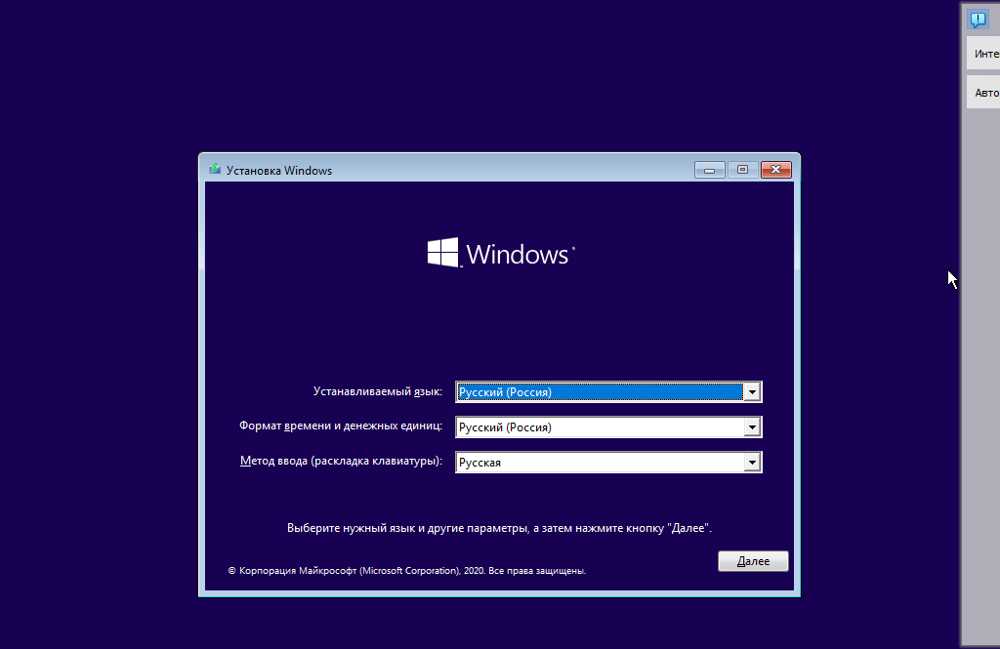 Инте
Авто
Установка Windows
Windows
Устанавливаемый язык: Русский (Россия)
Формат времени и денежных единиц: Русский (Россия)
Метод ввода (раскладка клавиатуры): Русская
Выберите нужный язык и другие параметры, а затем нажмите кнопку "Далее".
Далее
© Корпорация Майкрософт (Microsoft Corporation), 2020. Все права защищены.